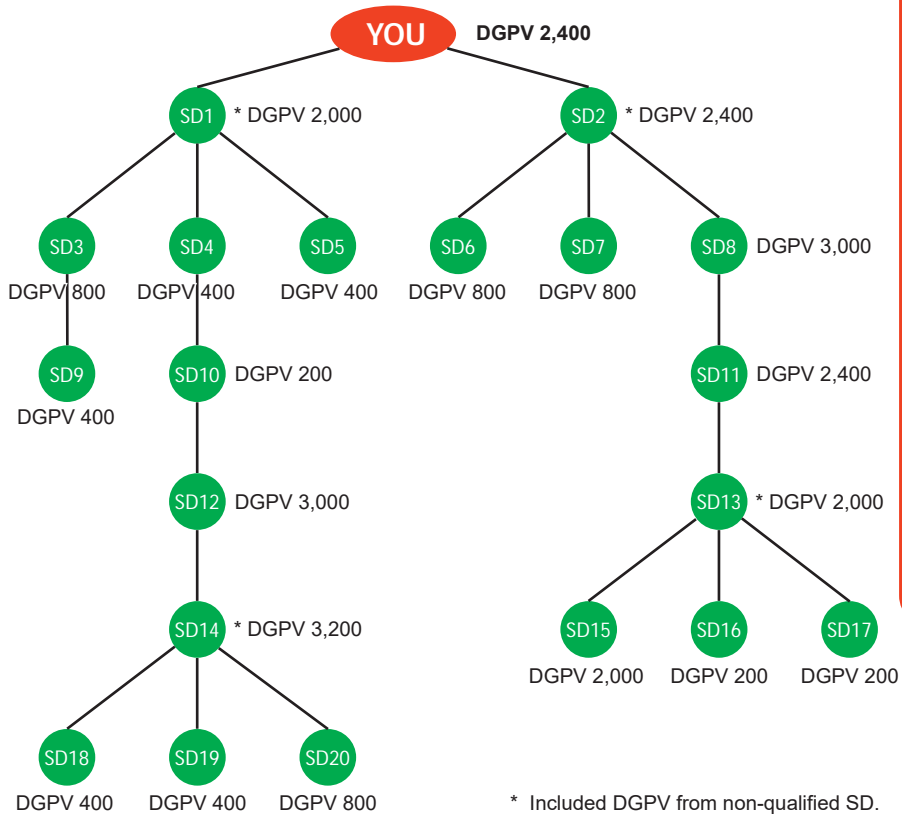 YOU DGPV 2,400
SD1 * DGPV 2,000 SD2 * DGPV 2,400
SD3 SD4 SD5 SD6 SD7 SD8 DGPV 3,000
DGPV 800 DGPV 400 DGPV 400 DGPV 800 DGPV 800
SD9 SD10 DGPV 200 SD11 DGPV 2,400
DGPV 400
SD12 DGPV 3,000 SD13 * DGPV 2,000
SD14 * DGPV 3,200 SD15 SD16 SD17
DGPV 2,000 DGPV 200 DGPV 200
SD18 SD19 SD20
DGPV 400 DGPV 400 DGPV 800
* Included DGPV from non-qualified SD.